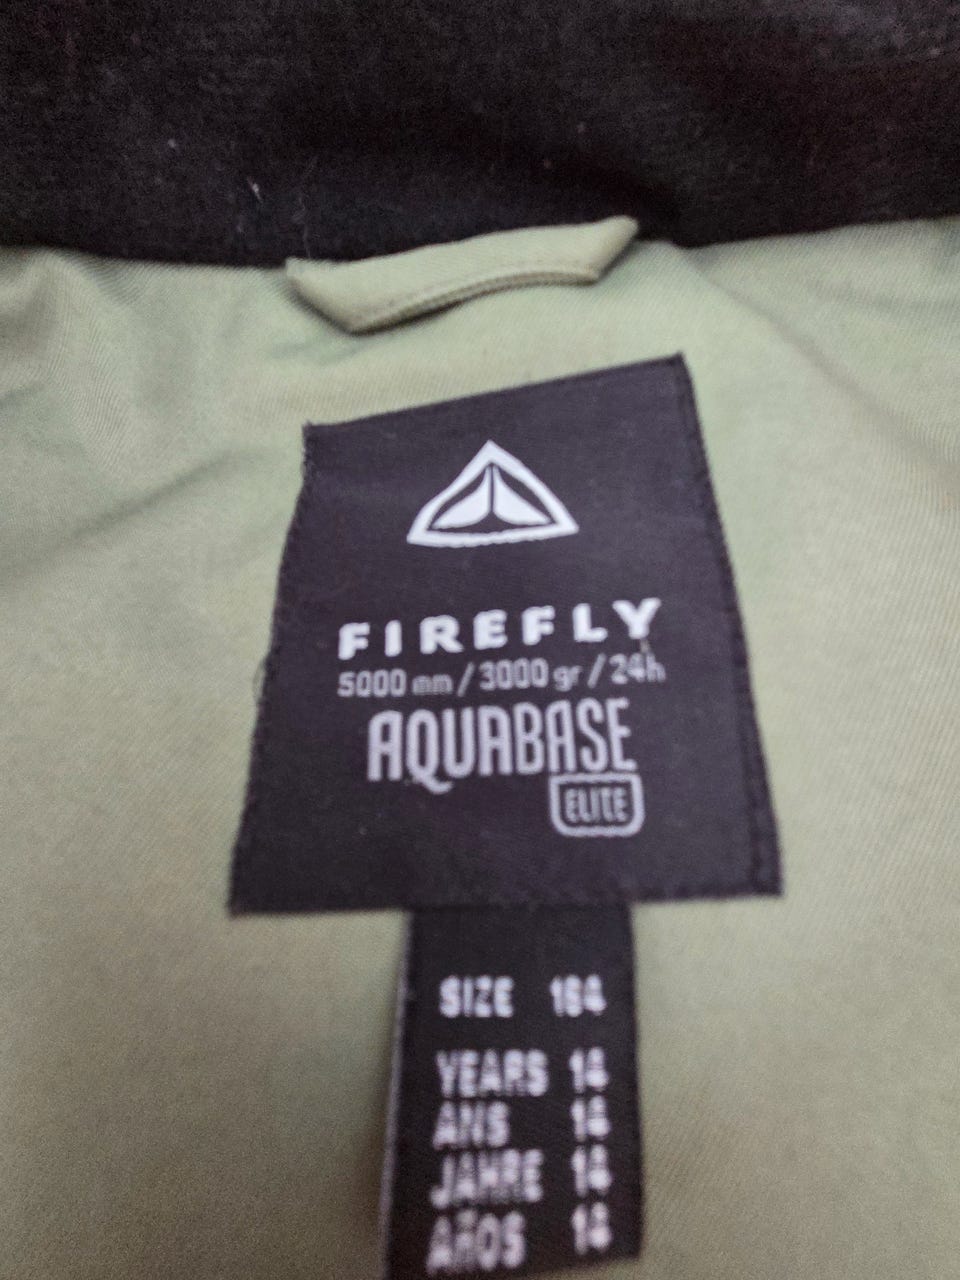 FIREFLY
5000 mm / 3000 gr / 24h
AQUABASE
ELITE
SIZE 164
YEARS 14
ANS 14
JAHRE 14
AÑOS 14